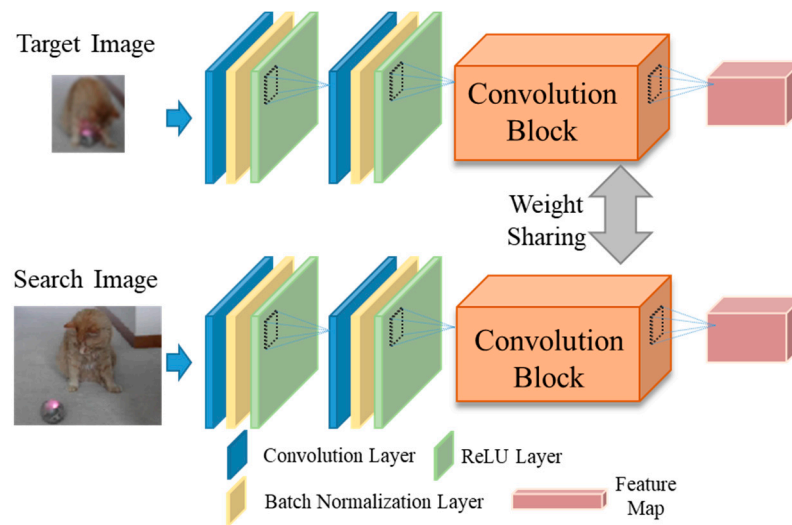 Target Image
Convolution
Block
Weight
Sharing
Search Image
Convolution
Block
Convolution Layer
ReLU Layer
Batch Normalization Layer
Feature
Map